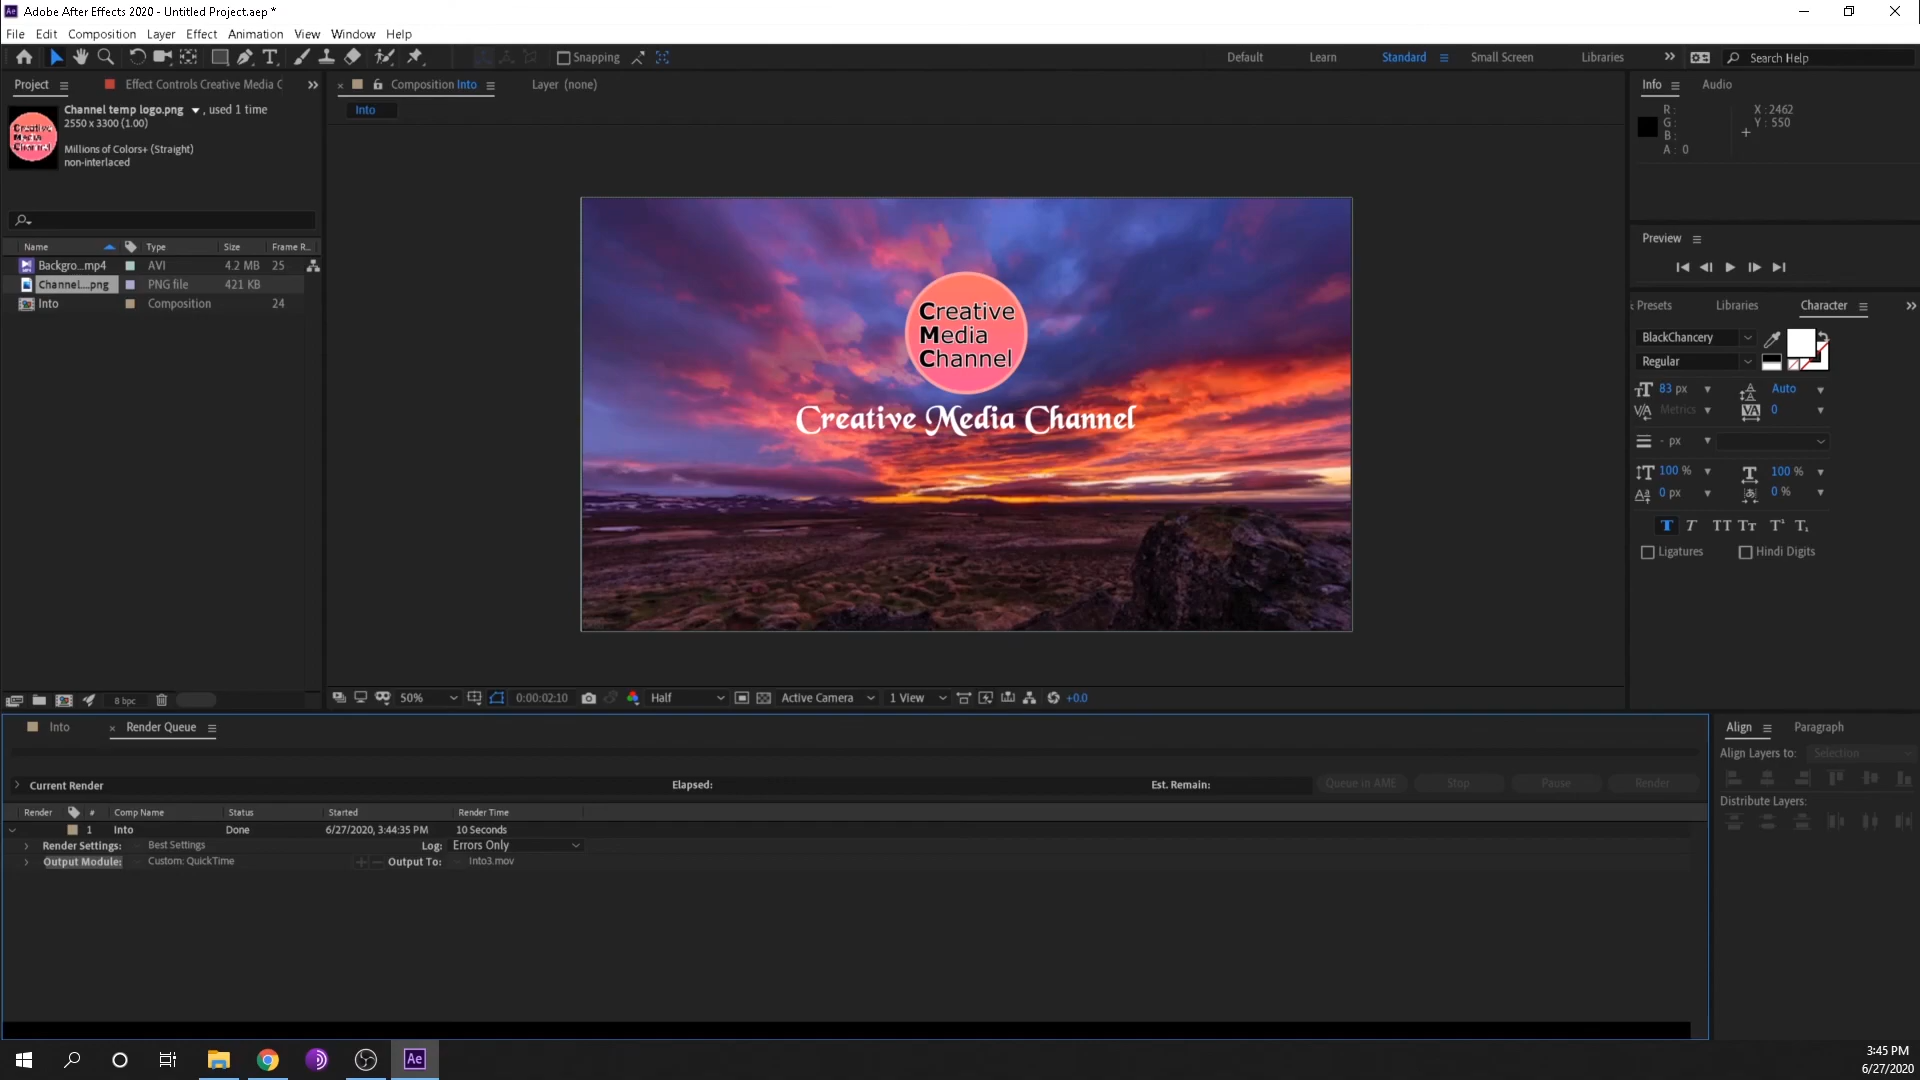 Adobe After Effects 2020 - Untitled Project.aep *
File Edit Composition Layer Effect Animation View Window Help
Snapping
Default Learn Standard Small Screen Libraries
Search Help
Project Effect Controls Creative Media C
Channel temp logo.png , used 1 time
2550 x 3300 (1.00)
Millions of Colors+ (Straight)
non-interlaced
Name Type Size Frame R...
Backgro...mp4 AVI 4.2 MB 25
Channel....png PNG file 421 KB
Into Composition 24
8 bpc
Composition Into Layer (none)
Into
Creative
Media
Channel
Creative Media Channel
50% 0:00:02:10 Half Active Camera 1 View +0.0
Info Audio
R: X : 2462
G: Y : 550
B:
A: 0
Preview
Presets Libraries Character
BlackChancery
Regular
83 px Auto
Metrics 0
- px
100 % 100 %
0 px 0 %
Ligatures Hindi Digits
Into Render Queue
Current Render Elapsed: Est. Remain: Queue in AME Stop Pause Render
Render # Comp Name Status Started Render Time
1 Into Done 6/27/2020, 3:44:35 PM 10 Seconds
Render Settings: Best Settings Log: Errors Only
Output Module: Custom: QuickTime Output To: Into3.mov
Align Paragraph
Align Layers to: Selection
Distribute Layers:
Ae
3:45 PM
6/27/2020